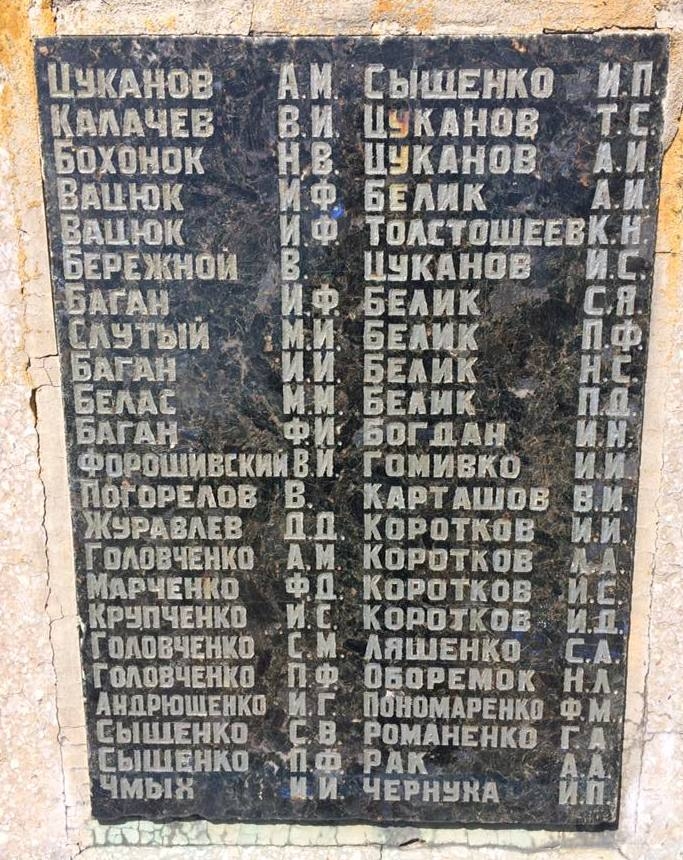 ЦУКАНОВ А.М.
КАЛАЧЕВ В.И.
БОХОНОК Н.В.
ВАЦЮК И.Ф.
ВАЦЮК И.Ф.
БЕРЕЖНОЙ В.
БАГАН И.Ф.
СЛУТЫЙ М.И.
БАГАН И.И.
БЕЛАС М.И.
БАГАН Ф.И.
ФОРОШИВСКИЙ В.И.
ПОГОРЕЛОВ В.
ЖУРАВЛЕВ Д.Д.
ГОЛОВЧЕНКО А.М.
МАРЧЕНКО Ф.Д.
КРУПЧЕНКО И.С.
ГОЛОВЧЕНКО С.М
ГОЛОВЧЕНКО П.Ф
АНДРЮЩЕНКО И.Г
СЫЩЕНКО С.В
СЫЩЕНКО П.Ф.
ЧМЫХ И.И.
СЫЩЕНКО И.П.
ЦУКАНОВ Т.С.
ЦУКАНОВ А.И.
БЕЛИК А.И.
ТОЛСТОШЕЕВ К.Н.
ЦУКАНОВ И.С.
БЕЛИК С.Я.
БЕЛИК П.Ф.
БЕЛИК Н.С.
БЕЛИК П.Д.
БОГДАН И.Н.
ГОМИВКО И.И
КАРТАШОВ В.И.
КОРОТКОВ И.И
КОРОТКОВ А.А.
КОРОТКОВ И.С.
КОРОТКОВ И.Д.
ЛЯШЕНКО С.А.
ОБОРЕМОК Н.Л.
ПОНОМАРЕНКО Ф.М.
РОМАНЕНКО Г.А
РАК А.А.
ЧЕРНУХА И.П.